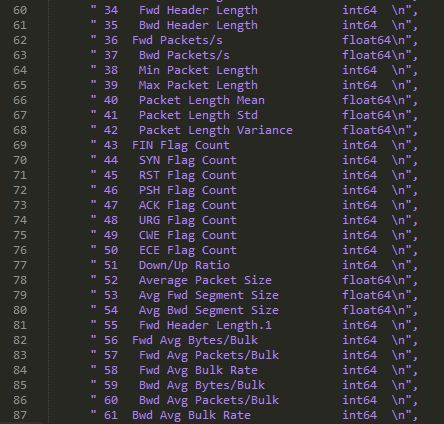 60 " 34   Fwd Header Length            int64  \n",
61 " 35   Bwd Header Length            int64  \n",
62 " 36  Fwd Packets/s                 float64\n",
63 " 37   Bwd Packets/s                float64\n",
64 " 38   Min Packet Length            int64  \n",
65 " 39   Max Packet Length            int64  \n",
66 " 40   Packet Length Mean           float64\n",
67 " 41   Packet Length Std            float64\n",
68 " 42   Packet Length Variance       float64\n",
69 " 43  FIN Flag Count                int64  \n",
70 " 44   SYN Flag Count               int64  \n",
71 " 45   RST Flag Count               int64  \n",
72 " 46   PSH Flag Count               int64  \n",
73 " 47   ACK Flag Count               int64  \n",
74 " 48   URG Flag Count               int64  \n",
75 " 49   CWE Flag Count               int64  \n",
76 " 50   ECE Flag Count               int64  \n",
77 " 51   Down/Up Ratio                int64  \n",
78 " 52   Average Packet Size          float64\n",
79 " 53   Avg Fwd Segment Size         float64\n",
80 " 54   Avg Bwd Segment Size         float64\n",
81 " 55   Fwd Header Length.1          int64  \n",
82 " 56  Fwd Avg Bytes/Bulk            int64  \n",
83 " 57   Fwd Avg Packets/Bulk         int64  \n",
84 " 58   Fwd Avg Bulk Rate            int64  \n",
85 " 59   Bwd Avg Bytes/Bulk           int64  \n",
86 " 60   Bwd Avg Packets/Bulk         int64  \n",
87 " 61  Bwd Avg Bulk Rate             int64  \n",